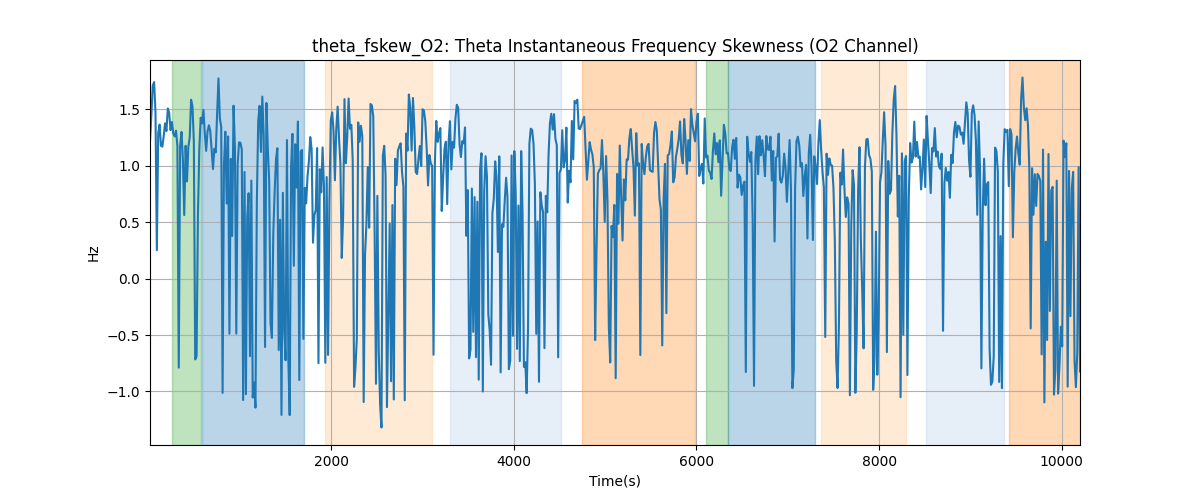 theta_fskew_O2: Theta Instantaneous Frequency Skewness (O2 Channel)
1.5
1.0
0.5
0.0
−0.5
−1.0
Hz
2000 4000 6000 8000 10000
Time(s)